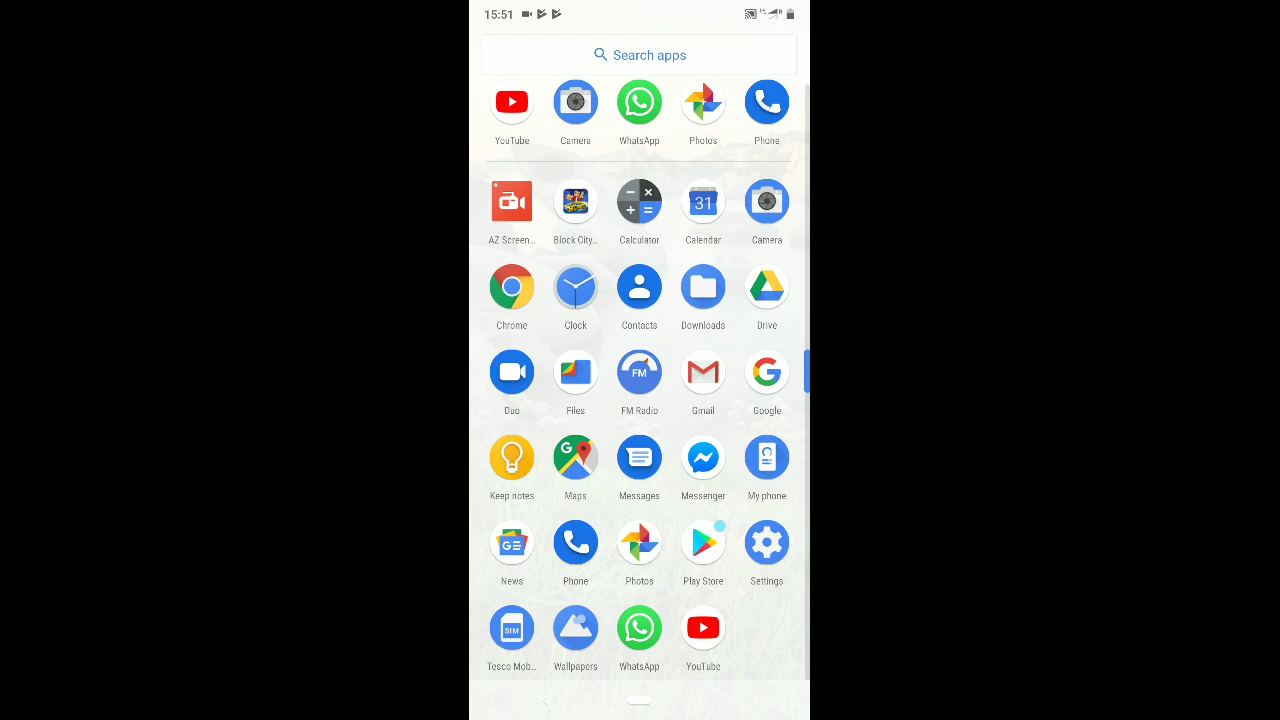 15:51
Search apps
YouTube Camera WhatsApp Photos Phone
AZ Screen... Block City... Calculator Calendar Camera
31
Chrome Clock Contacts Downloads Drive
FM
Duo Files FM Radio Gmail Google
G
Keep notes Maps Messages Messenger My phone
GE
News Phone Photos Play Store Settings
SIM
Tesco Mob... Wallpapers WhatsApp YouTube